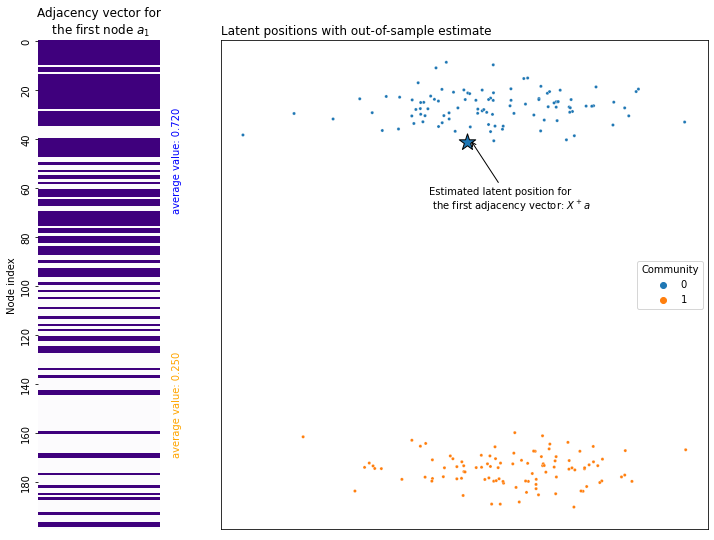 Adjacency vector for
the first node a₁
Node index
0
20
40
60
80
100
120
140
160
180
average value: 0.720
average value: 0.250
Latent positions with out-of-sample estimate
Estimated latent position for
the first adjacency vector: X⁺a
Community
0
1